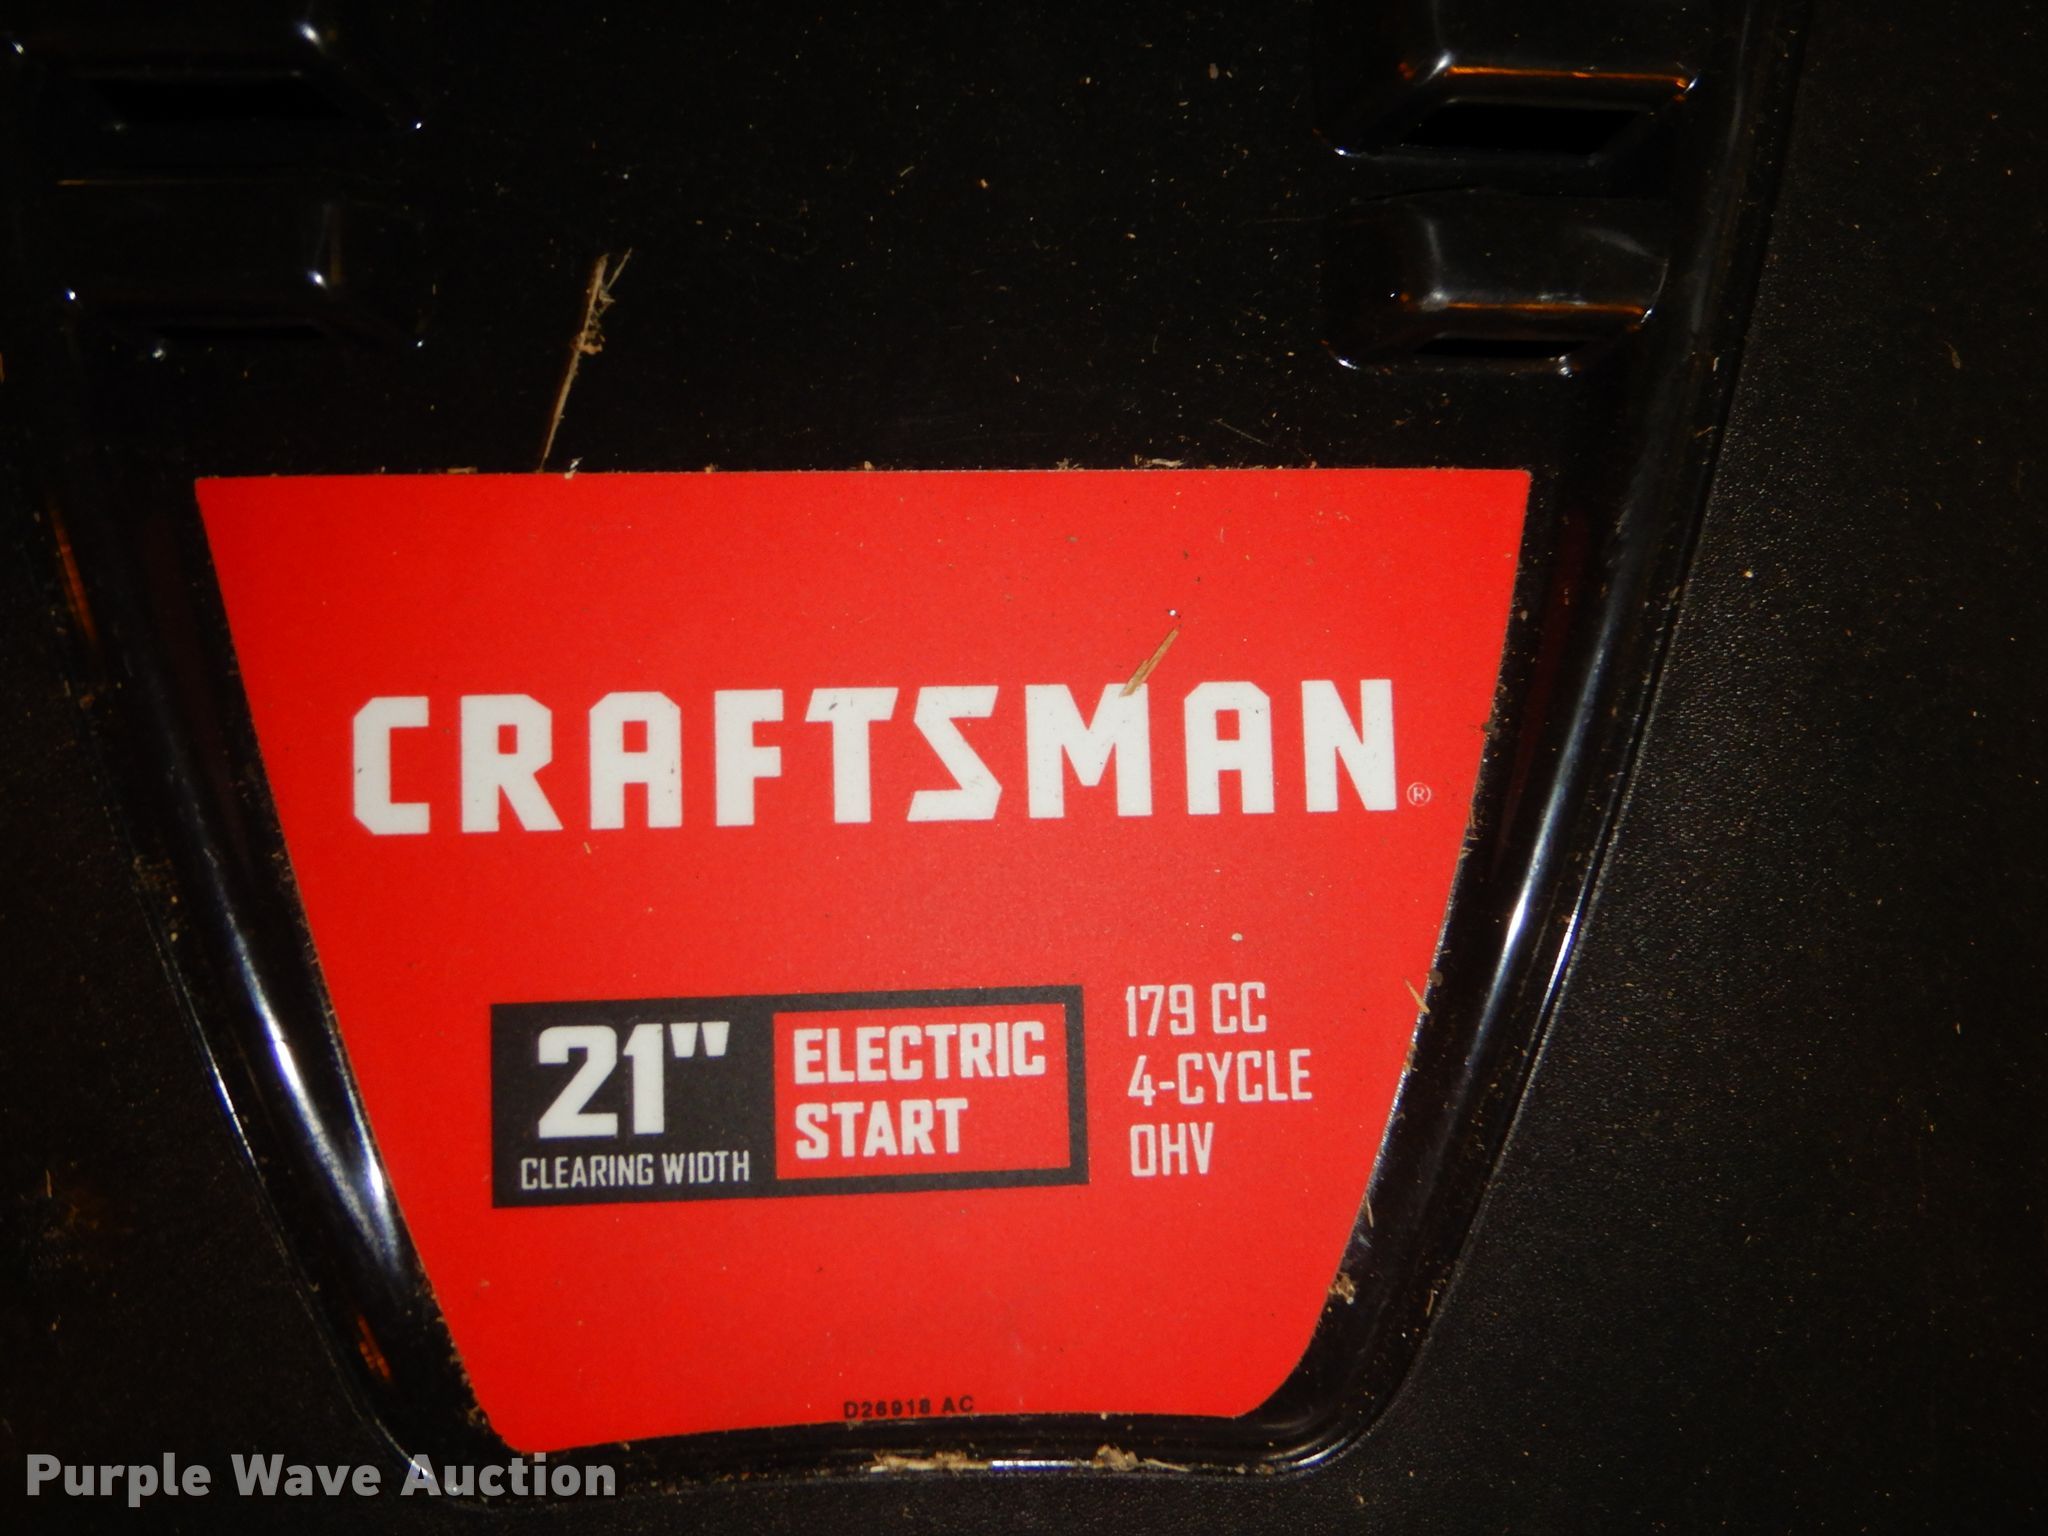 CRAFTSMAN®
21"
CLEARING WIDTH
ELECTRIC
START
179 CC
4-CYCLE
OHV
D26918 AC
Purple Wave Auction